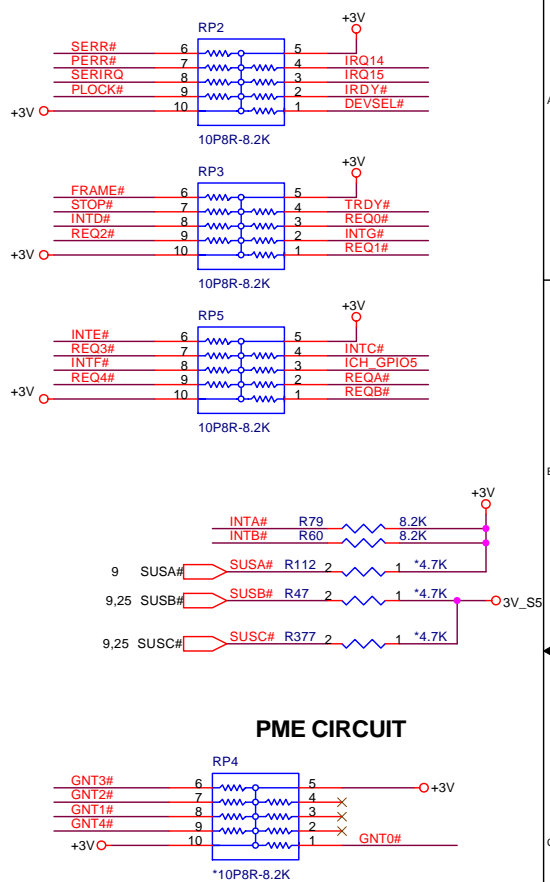 RP2
+3V
SERR# 6 5
PERR# 7 4 IRQ14
SERIRQ 8 3 IRQ15
PLOCK# 9 2 IRDY#
+3V 10 1 DEVSEL#
10P8R-8.2K
A
+3V
RP3
FRAME# 6 5
STOP# 7 4 TRDY#
INTD# 8 3 REQ0#
REQ2# 9 2 INTG#
+3V 10 1 REQ1#
10P8R-8.2K
+3V
RP5
INTE# 6 5
REQ3# 7 4 INTC#
INTF# 8 3 ICH_GPIO5
REQ4# 9 2 REQA#
+3V 10 1 REQB#
10P8R-8.2K
B
+3V
INTA# R79 8.2K
INTB# R60 8.2K
9 SUSA# SUSA# R112 2 1 *4.7K
9,25 SUSB# SUSB# R47 2 1 *4.7K 3V_S5
9,25 SUSC# SUSC# R377 2 1 *4.7K
PME CIRCUIT
RP4
GNT3# 6 5 +3V
GNT2# 7 4
GNT1# 8 3
GNT4# 9 2
+3V 10 1 GNT0#
*10P8R-8.2K
C